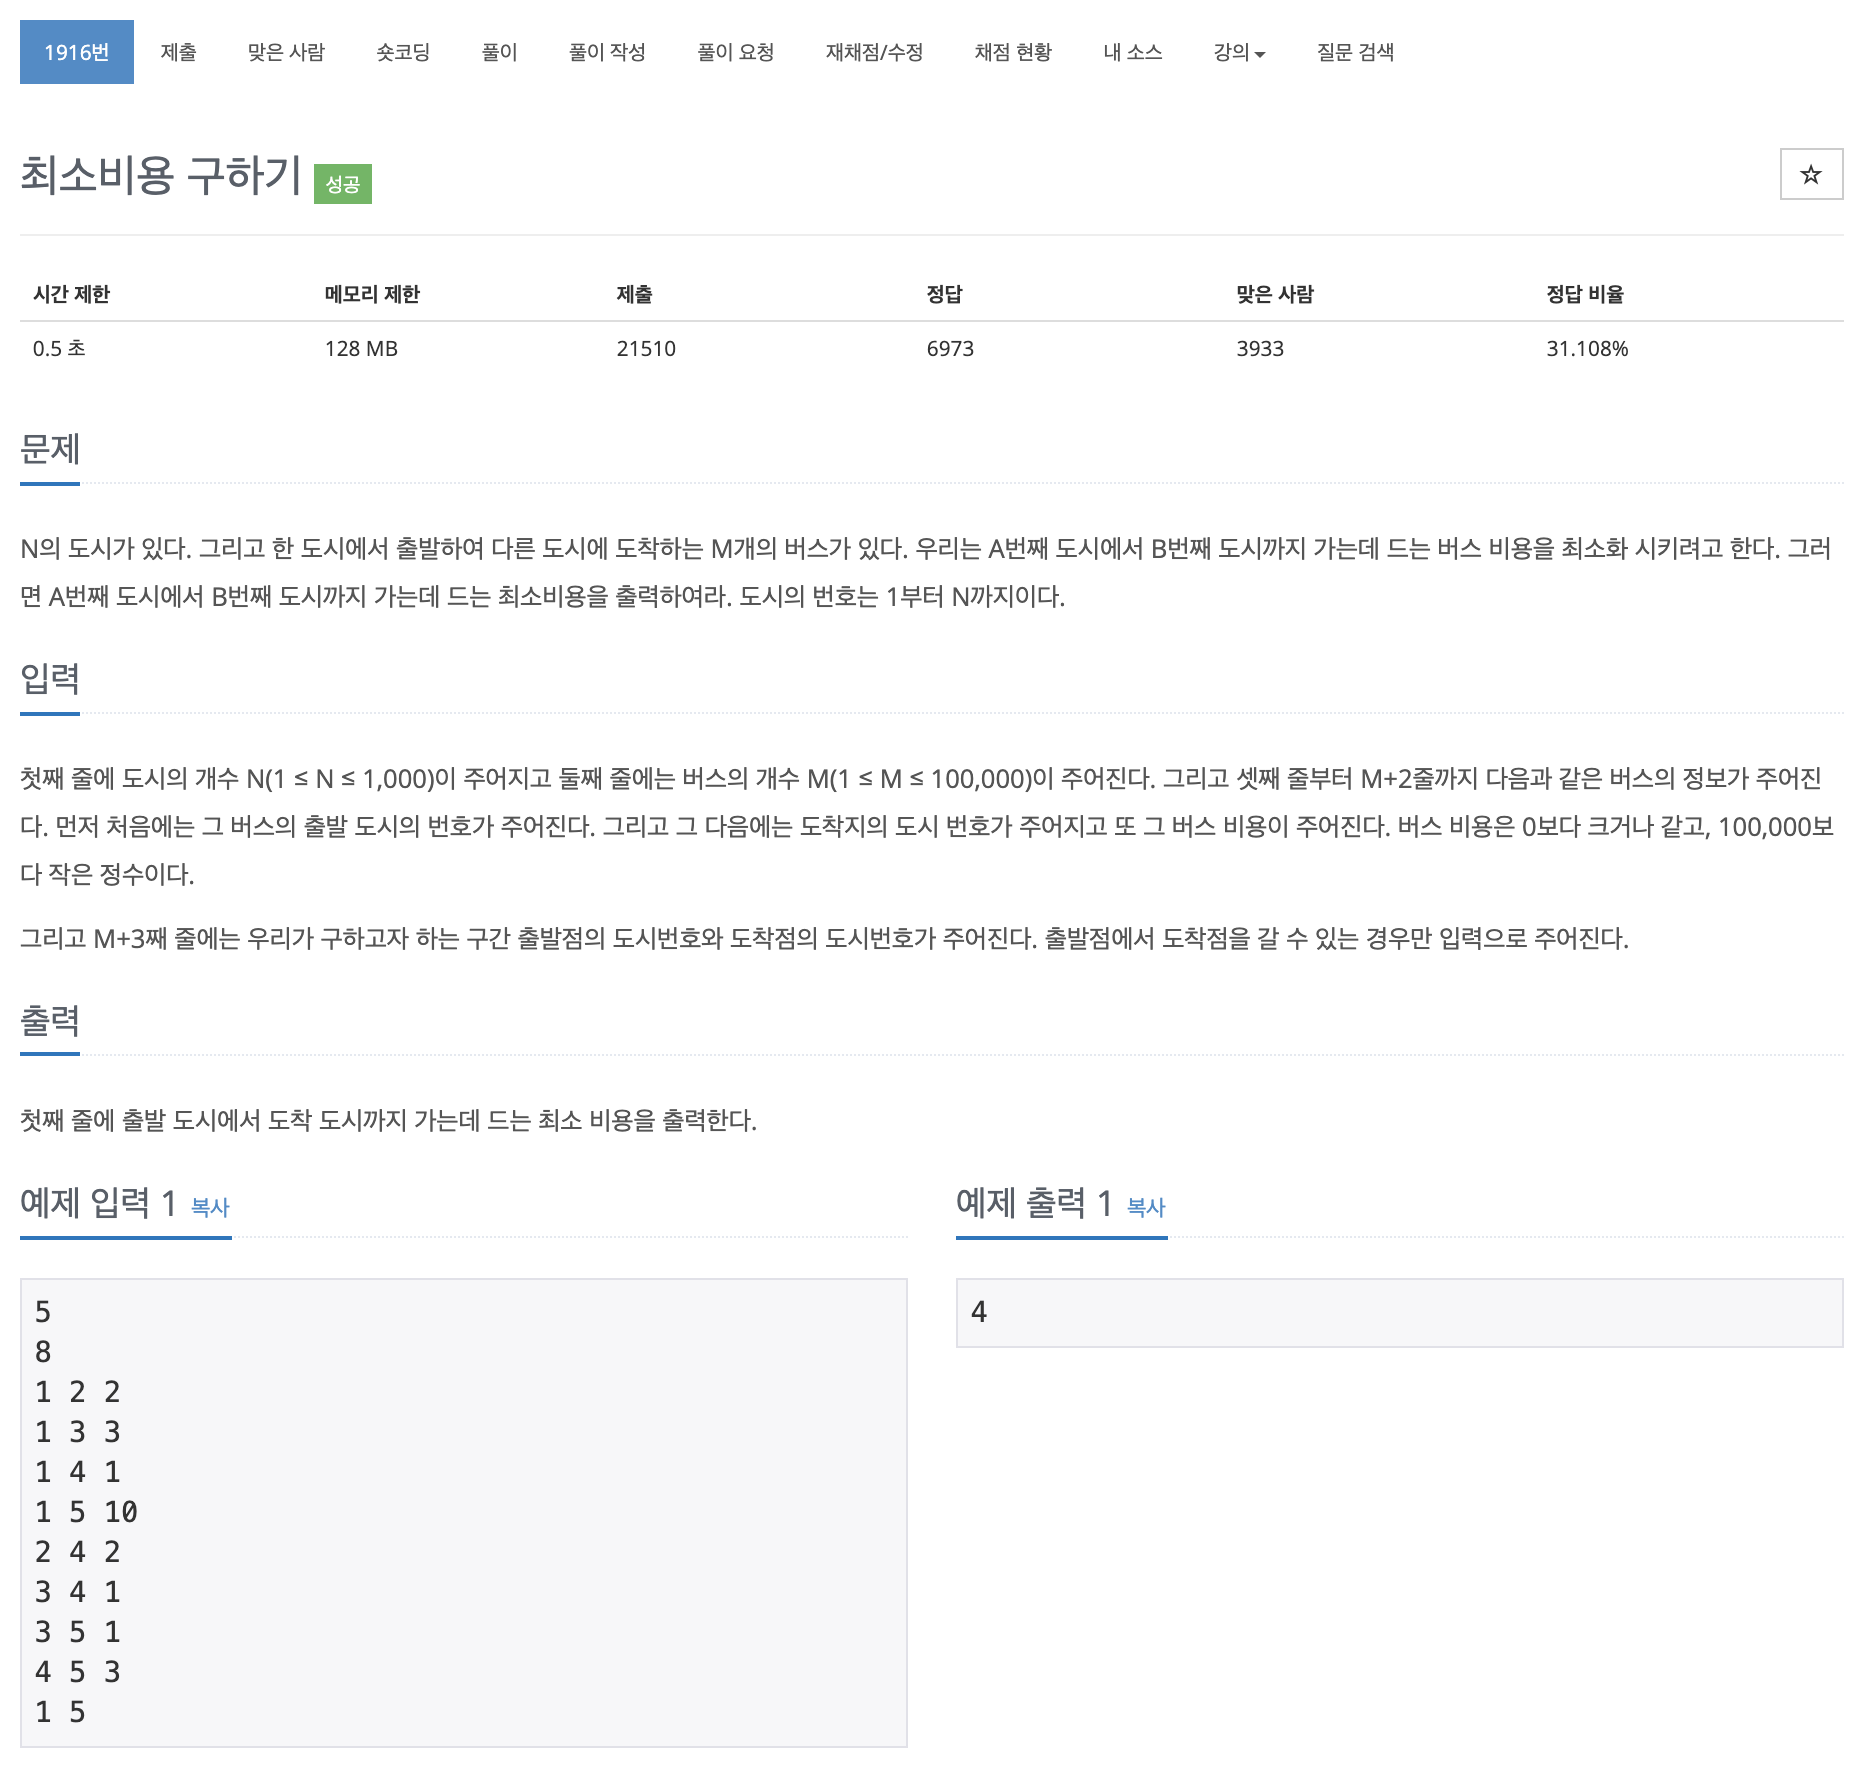 1916번 제출 맞은 사람 숏코딩 풀이 풀이 작성 풀이 요청 재채점/수정 채점 현황 내 소스 강의 질문 검색
최소비용 구하기 성공
시간 제한 메모리 제한 제출 정답 맞은 사람 정답 비율
0.5 초 128 MB 21510 6973 3933 31.108%
문제
N의 도시가 있다. 그리고 한 도시에서 출발하여 다른 도시에 도착하는 M개의 버스가 있다. 우리는 A번째 도시에서 B번째 도시까지 가는데 드는 버스 비용을 최소화 시키려고 한다. 그러
면 A번째 도시에서 B번째 도시까지 가는데 드는 최소비용을 출력하여라. 도시의 번호는 1부터 N까지이다.
입력
첫째 줄에 도시의 개수 N(1 ≤ N ≤ 1,000)이 주어지고 둘째 줄에는 버스의 개수 M(1 ≤ M ≤ 100,000)이 주어진다. 그리고 셋째 줄부터 M+2줄까지 다음과 같은 버스의 정보가 주어진
다. 먼저 처음에는 그 버스의 출발 도시의 번호가 주어진다. 그리고 그 다음에는 도착지의 도시 번호가 주어지고 또 그 버스 비용이 주어진다. 버스 비용은 0보다 크거나 같고, 100,000보
다 작은 정수이다.
그리고 M+3째 줄에는 우리가 구하고자 하는 구간 출발점의 도시번호와 도착점의 도시번호가 주어진다. 출발점에서 도착점을 갈 수 있는 경우만 입력으로 주어진다.
출력
첫째 줄에 출발 도시에서 도착 도시까지 가는데 드는 최소 비용을 출력한다.
예제 입력 1 복사
5
8
1 2 2
1 3 3
1 4 1
1 5 10
2 4 2
3 4 1
3 5 1
4 5 3
1 5
예제 출력 1 복사
4